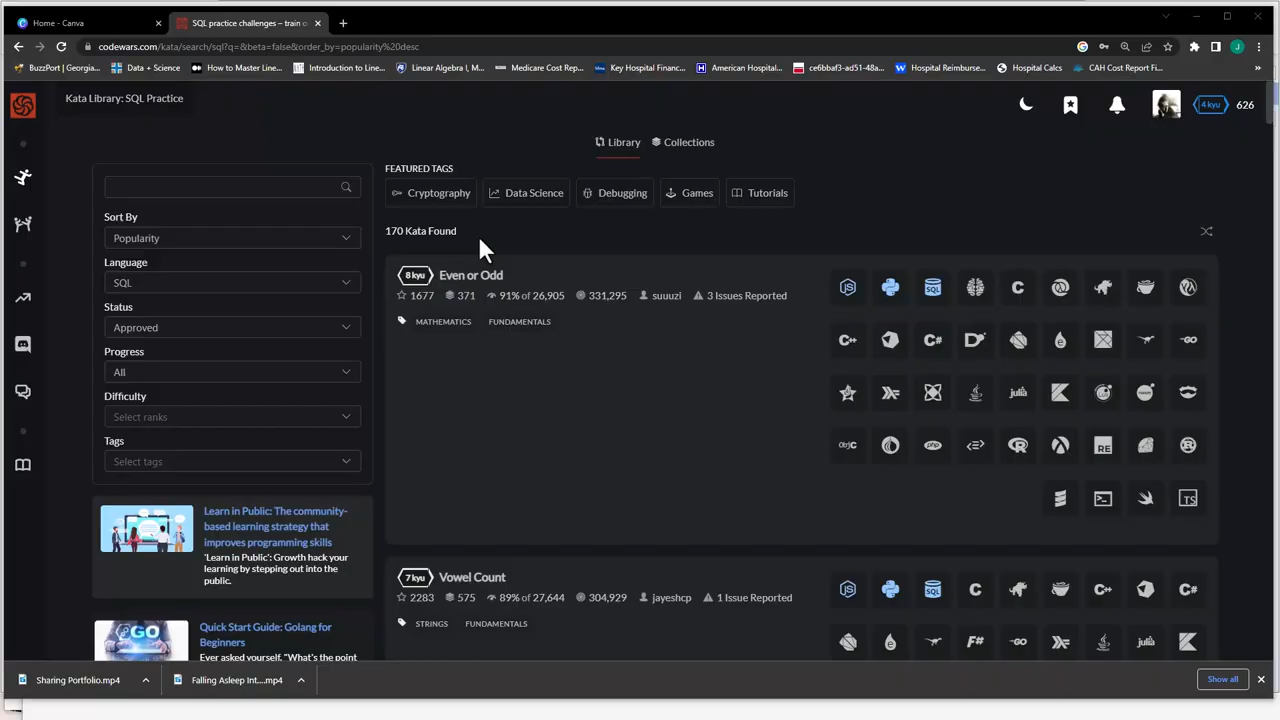 Home - Canva
SQL practice challenges – train o
codewars.com/kata/search/sql?q=&beta=false&order_by=popularity%20desc
BuzzPort | Georgia...
Data + Science
How to Master Line...
Introduction to Line...
Linear Algebra I, M...
Medicare Cost Rep...
Key Hospital Financ...
American Hospital...
ce6bbaf3-ad51-48a...
Hospital Reimburse...
Hospital Calcs
CAH Cost Report Fi...
»
Kata Library: SQL Practice
4 kyu
626
Library
Collections
FEATURED TAGS
Cryptography
Data Science
Debugging
Games
Tutorials
170 Kata Found
Sort By
Popularity
Language
SQL
Status
Approved
Progress
All
Difficulty
Select ranks
Tags
Select tags
8 kyu
Even or Odd
1677
371
91% of 26,905
331,295
suuuzi
3 Issues Reported
MATHEMATICS
FUNDAMENTALS
7 kyu
Vowel Count
2283
575
89% of 27,644
304,929
jayeshcp
1 Issue Reported
STRINGS
FUNDAMENTALS
Learn in Public: The community-
based learning strategy that
improves programming skills
'Learn in Public': Growth hack your
learning by stepping out into the
public.
Quick Start Guide: Golang for
Beginners
Ever asked yourself, "What's the point
Sharing Portfolio.mp4
Falling Asleep Int....mp4
Show all